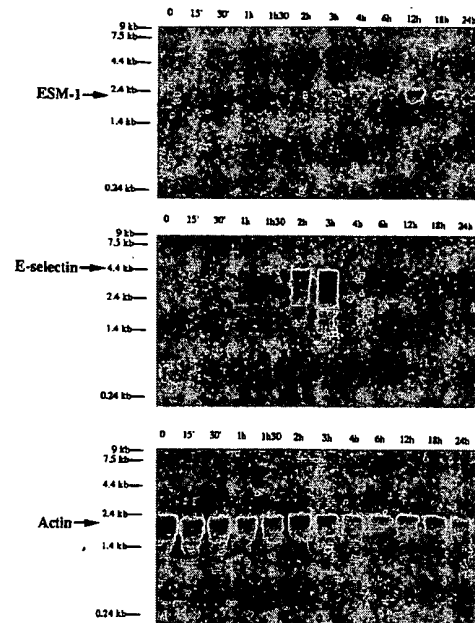 0 15' 30' 1h 1h30 2h 3h 4h 6h 12h 18h 24h
9 kb
7.5 kb
4.4 kb
ESM-1
2.4 kb
1.4 kb
0.24 kb
0 15' 30' 1h 1h30 2h 3h 4h 6h 12h 18h 24h
9 kb
7.5 kb
E-selectin
4.4 kb
2.4 kb
1.4 kb
0.24 kb
0 15' 30' 1h 1h30 2h 3h 4h 6h 12h 18h 24h
9 kb
7.5 kb
4.4 kb
2.4 kb
Actin
1.4 kb
0.24 kb